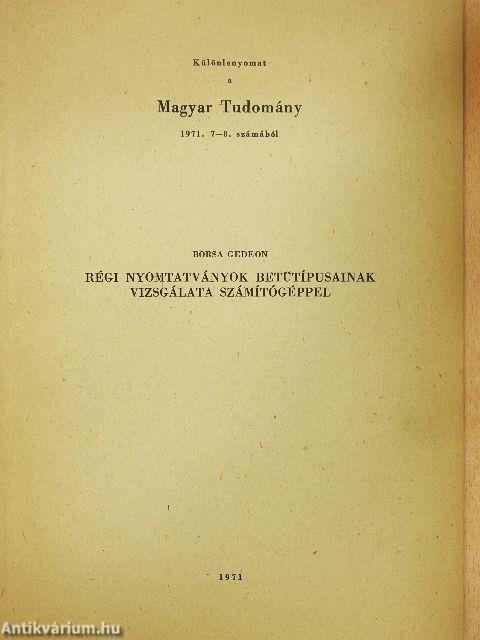 Különlenyomat
a
Magyar Tudomány
1971. 7—8. számából
BORSA GEDEON
RÉGI NYOMTATVÁNYOK BETŰTÍPUSAINAK
VIZSGÁLATA SZÁMÍTÓGÉPPEL
1971
Antikvárium.hu